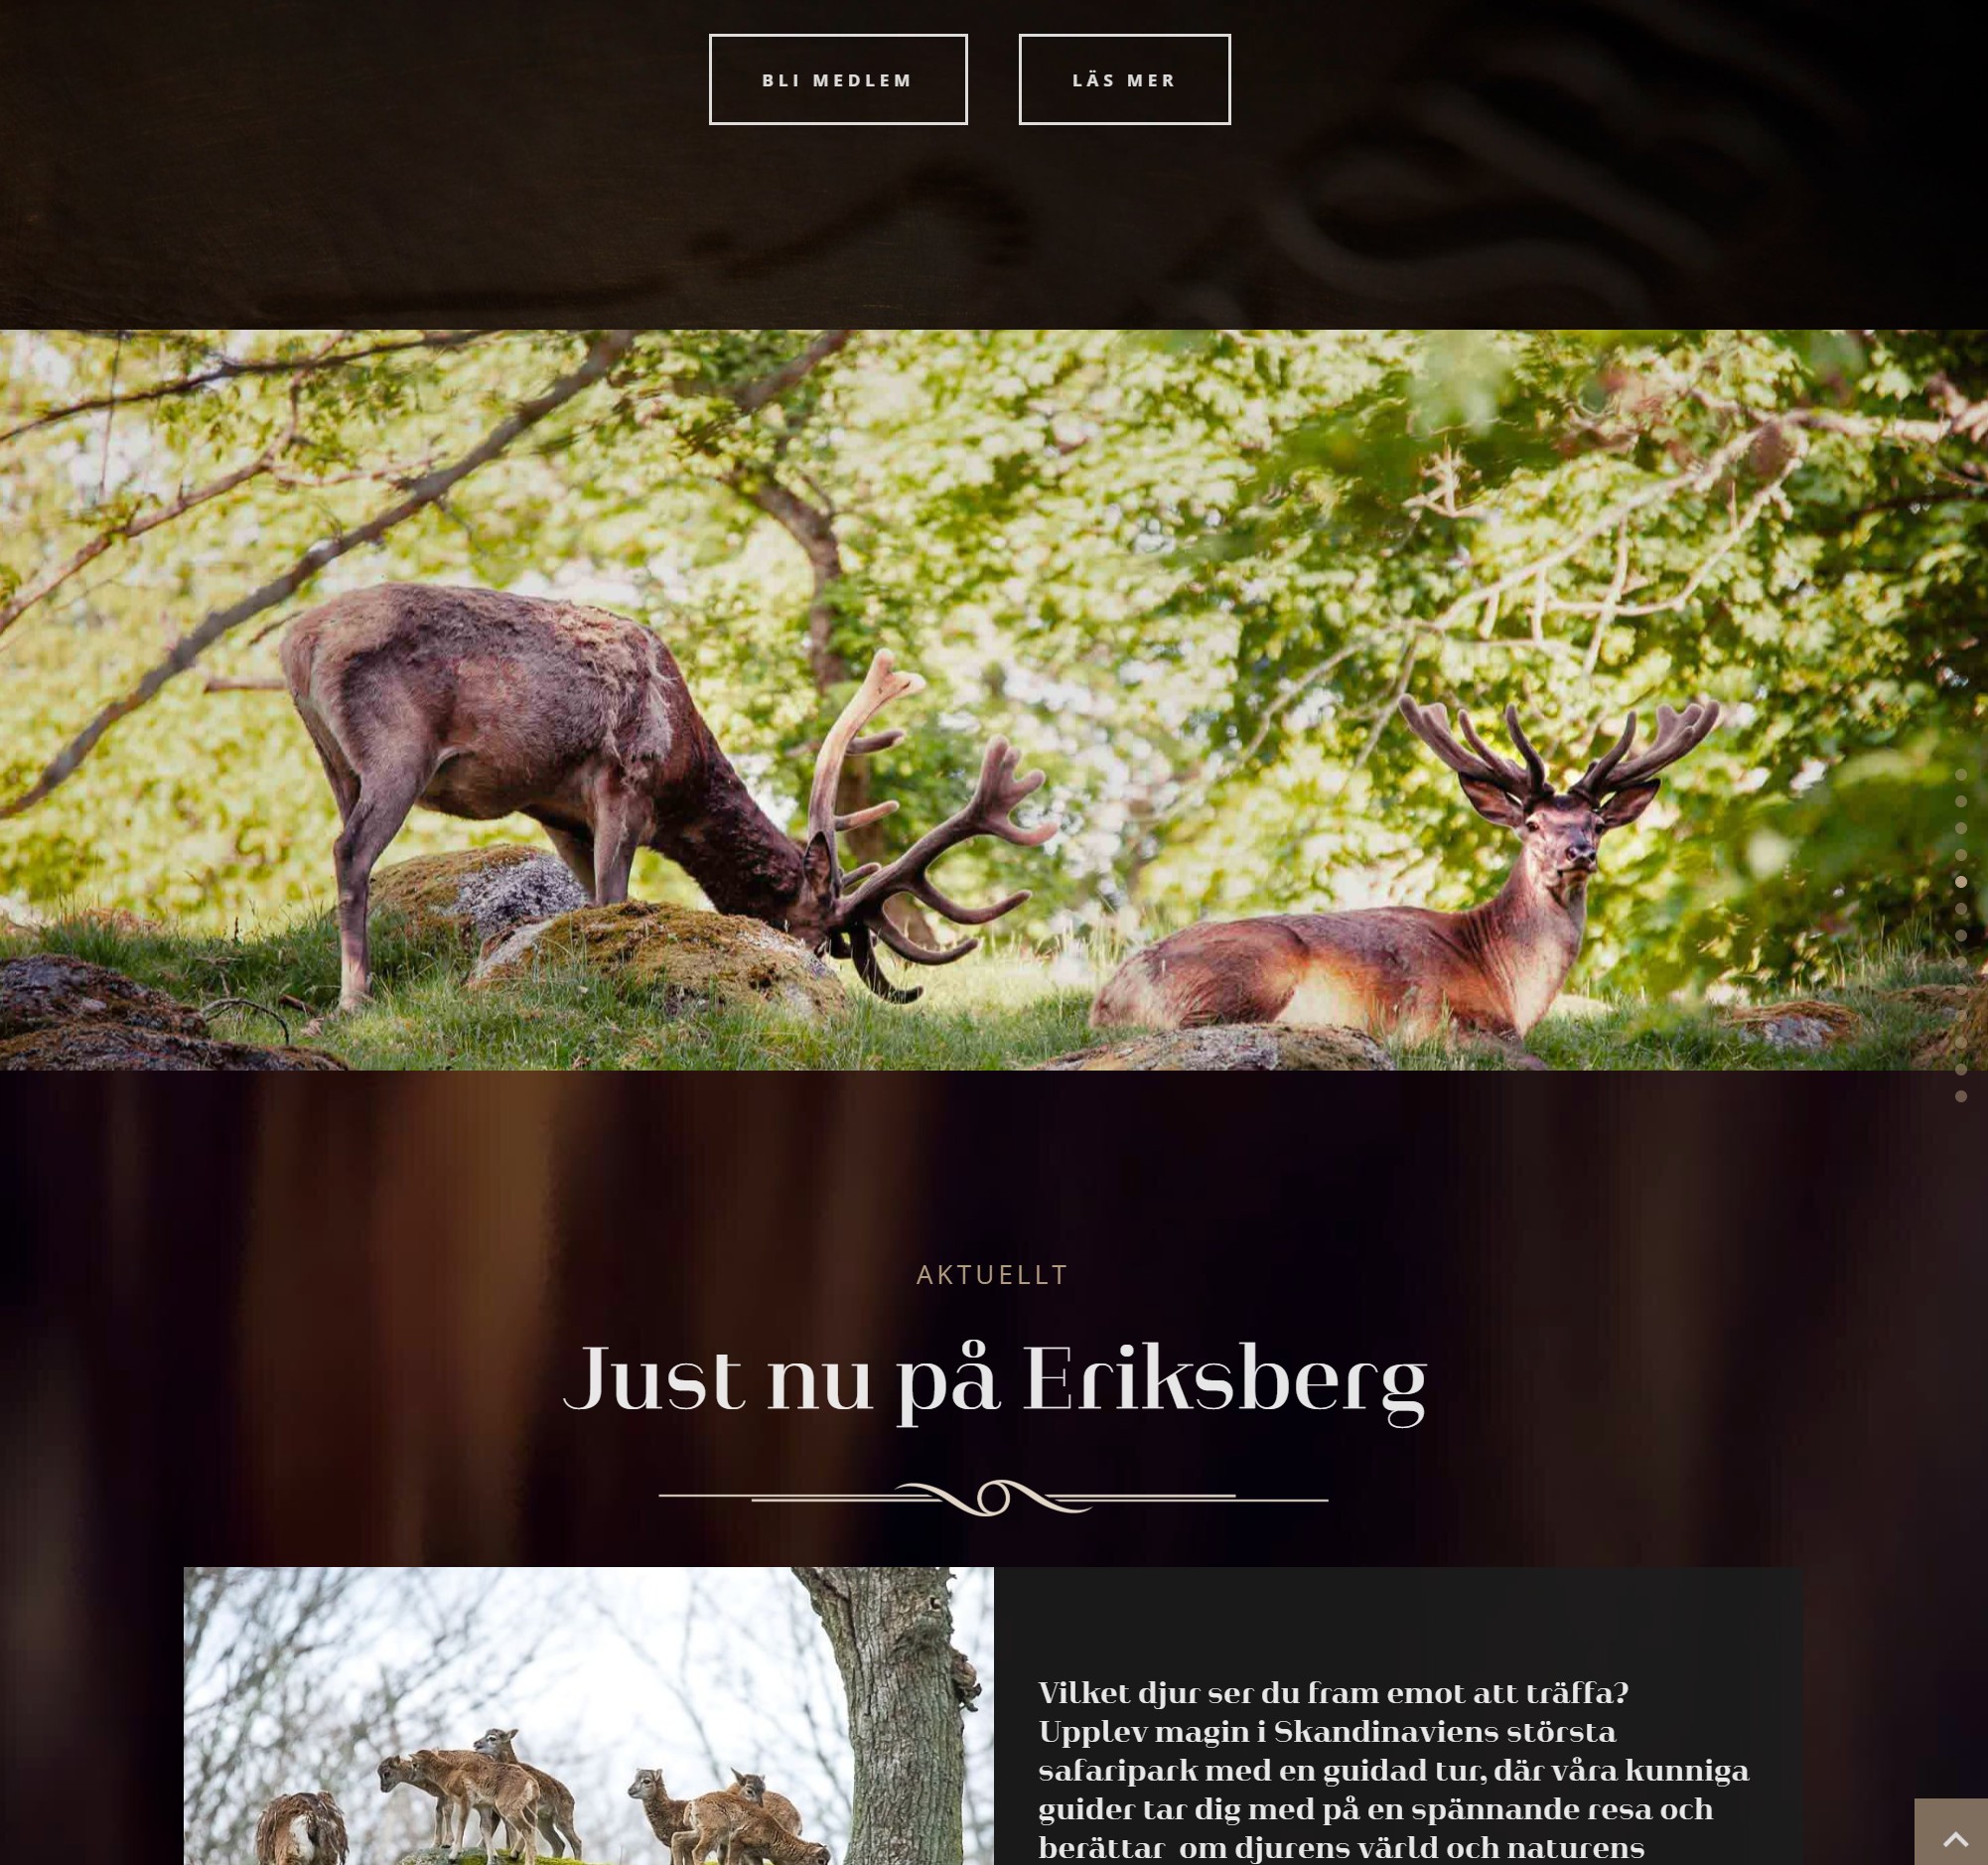 BLI MEDLEM
LÄS MER
AKTUELLT
Just nu på Eriksberg
Vilket djur ser du fram emot att träffa?
Upplev magin i Skandinaviens största
safaripark med en guidad tur, där våra kunniga
guider tar dig med på en spännande resa och
berättar om djurens värld och naturens